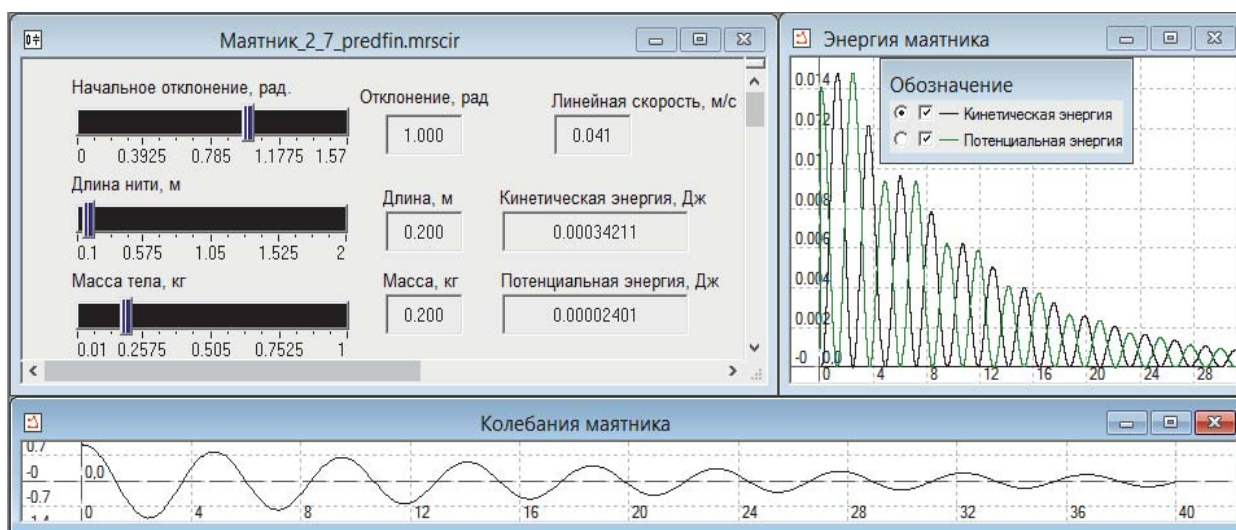 Маятник_2_7_predfin.mrscir
Начальное отклонение, рад.
0 0.3925 0.785 1.1775 1.57
Отклонение, рад
1.000
Линейная скорость, м/с
0.041
Длина нити, м
0.1 0.575 1.05 1.525 2
Длина, м
0.200
Кинетическая энергия, Дж
0.00034211
Масса тела, кг
0.01 0.2575 0.505 0.7525 1
Масса, кг
0.200
Потенциальная энергия, Дж
0.00002401
Энергия маятника
Обозначение
Кинетическая энергия
Потенциальная энергия
0.014
0.012
0.01
0.008
0.006
0.004
0.002
-0 0,0
0 4 8 12 16 20 24 28
Колебания маятника
0.7
-0 0,0
-0.7
-1.4
0 4 8 12 16 20 24 28 32 36 40